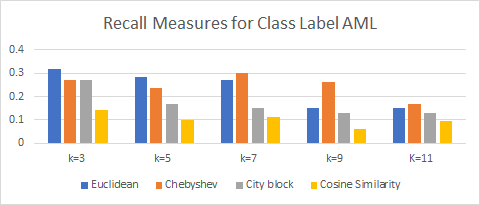 Recall Measures for Class Label AML
0.4
0.3
0.2
0.1
0
k=3 k=5 k=7 k=9 K=11
Euclidean Chebyshev City block Cosine Similarity